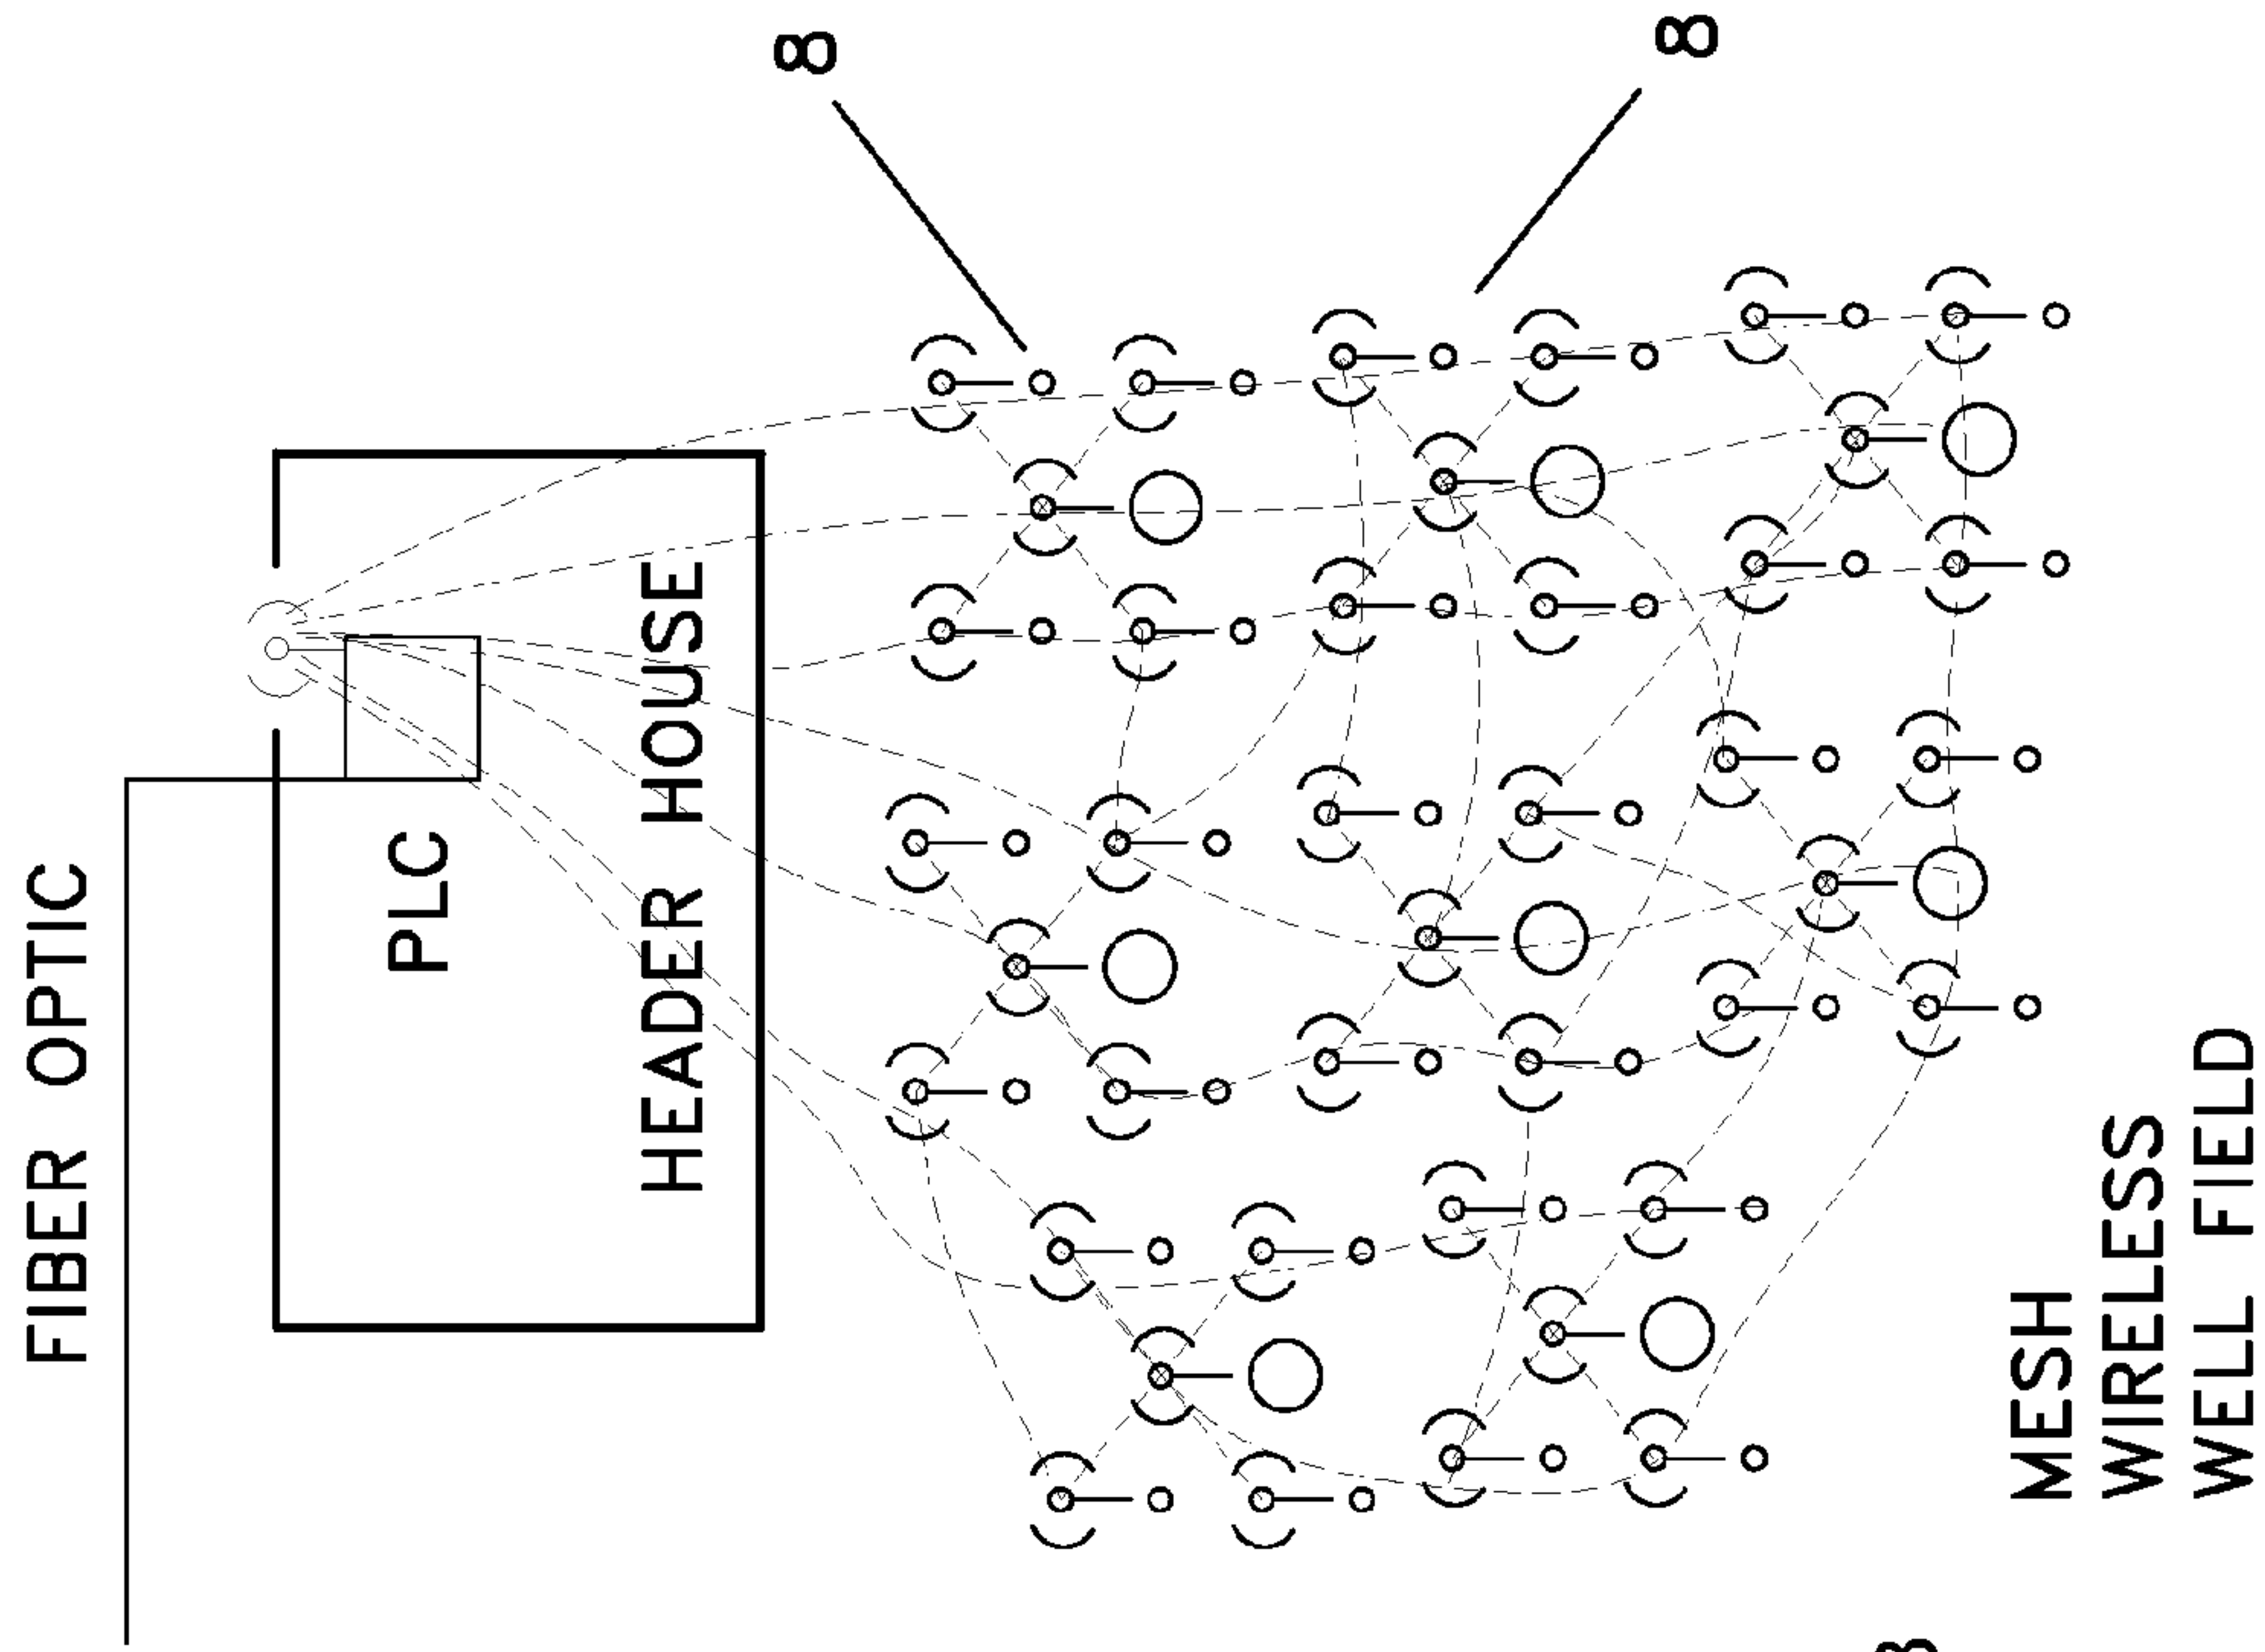 FIBER OPTIC
PLC
HEADER HOUSE
8
8
MESH
WIRELESS
WELL FIELD